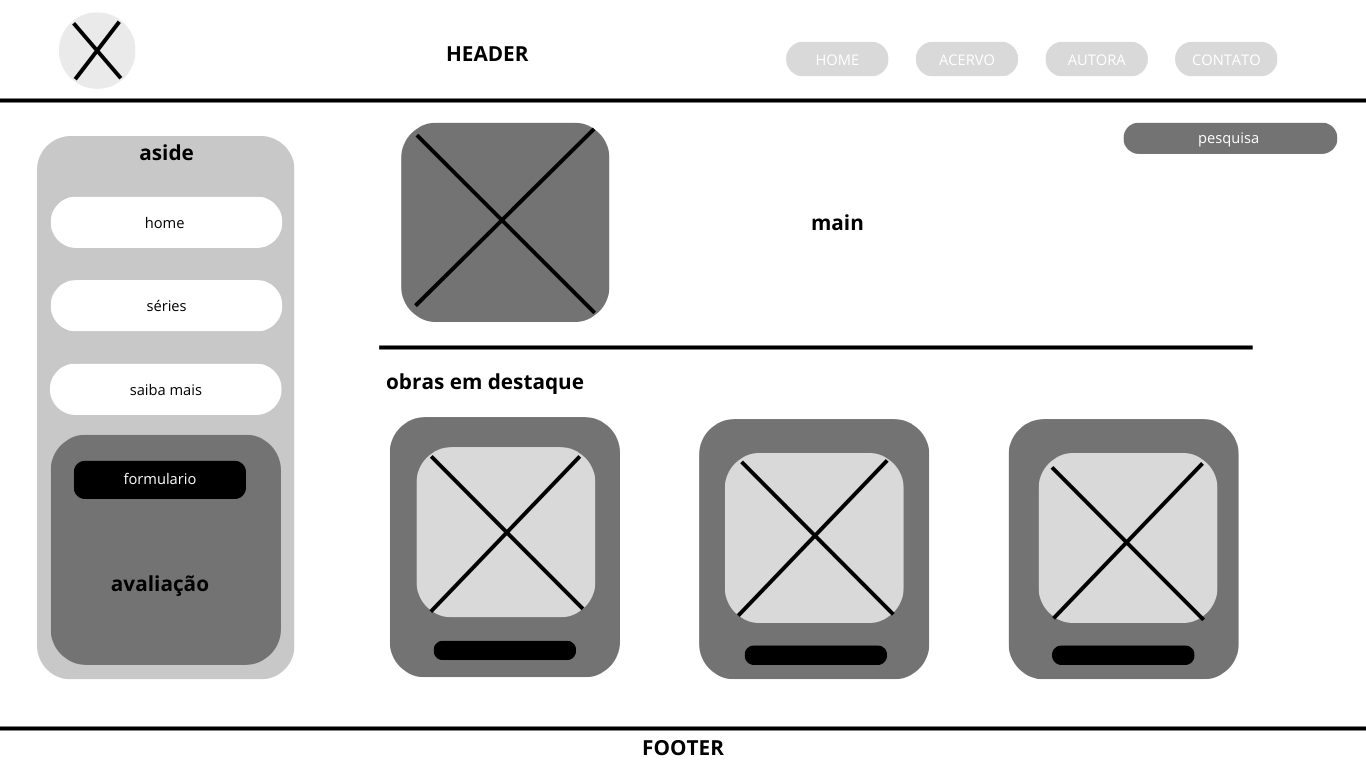 HEADER
HOME
ACERVO
AUTORA
CONTATO
aside
home
séries
saiba mais
formulario
avaliação
pesquisa
main
obras em destaque
FOOTER